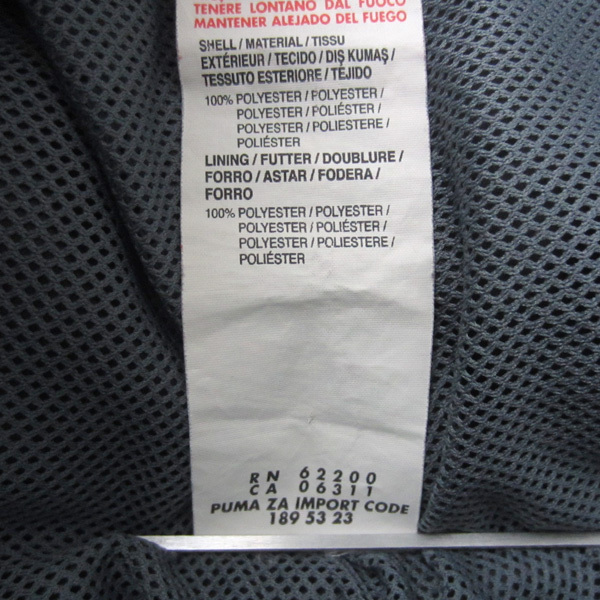 TENERE LONTANO DAL FUOCO
MANTENER ALEJADO DEL FUEGO
SHELL / MATERIAL / TISSU
EXTÉRIEUR / TECIDO / DIŞ KUMAŞ /
TESSUTO ESTERIORE / TEJIDO
100% POLYESTER / POLYESTER /
POLYESTER / POLIÉSTER /
POLYESTER / POLIESTERE /
POLIÉSTER
LINING / FUTTER / DOUBLURE /
FORRO / ASTAR / FODERA /
FORRO
100% POLYESTER / POLYESTER /
POLYESTER / POLIÉSTER /
POLYESTER / POLIESTERE /
POLIÉSTER
RN 62200
CA 06311
PUMA ZA IMPORT CODE
189 53 23